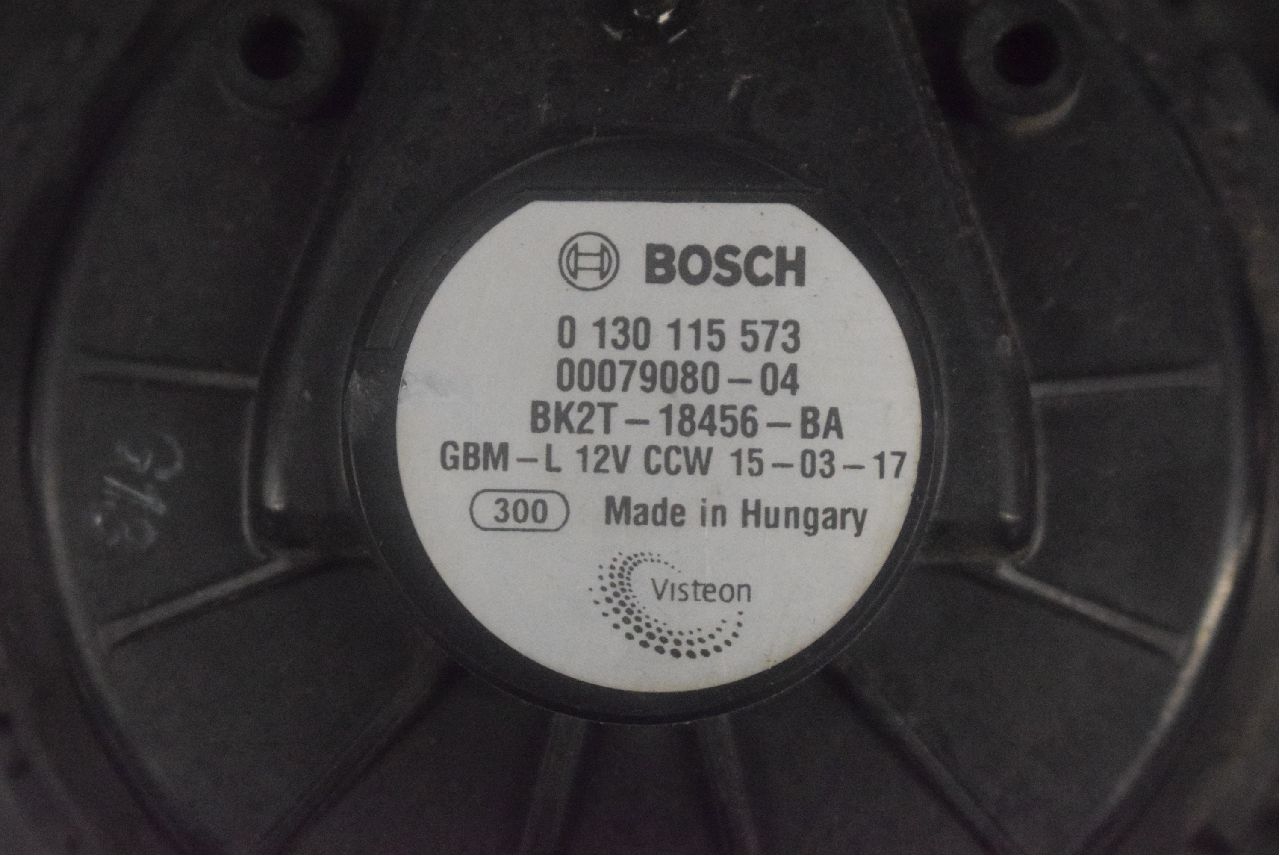 BOSCH
0 130 115 573
00079080-04
BK2T-18456-BA
GBM-L 12V CCW 15-03-17
300 Made in Hungary
Visteon